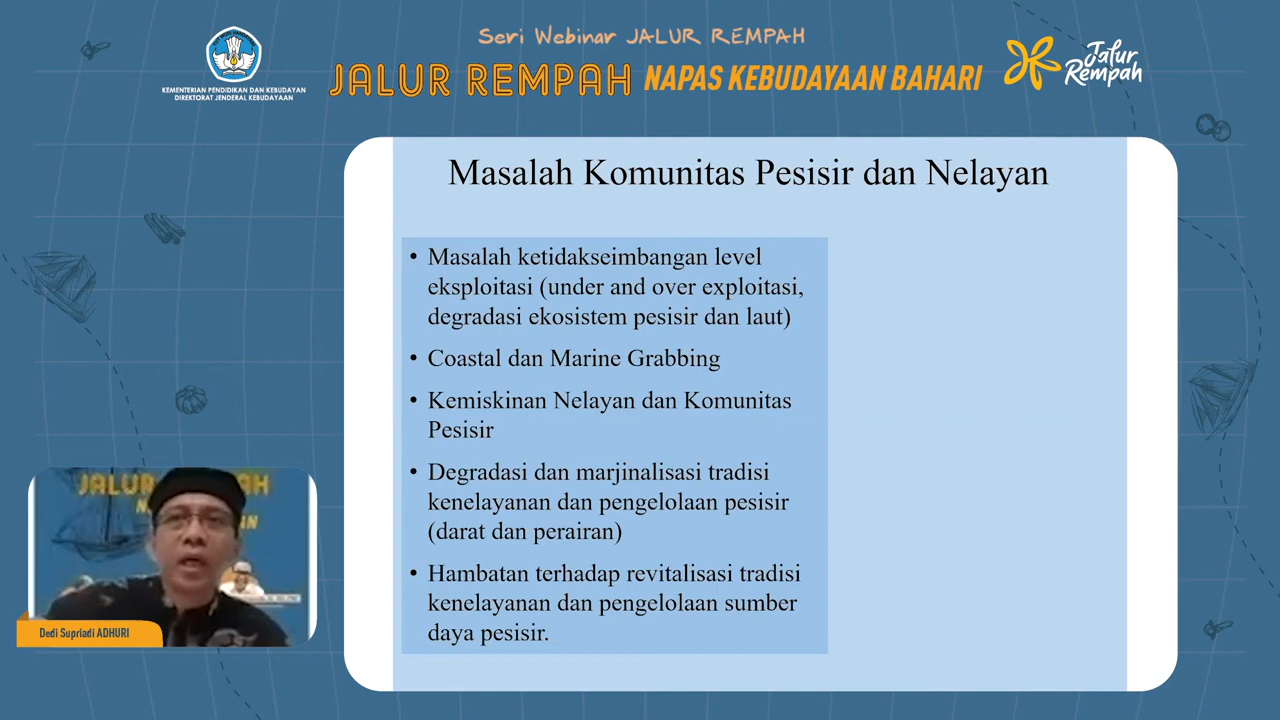 Seri Webinar JALUR REMPAH
JALUR REMPAH NAPAS KEBUDAYAAN BAHARI
KEMENTERIAN PENDIDIKAN DAN KEBUDAYAAN
DIREKTORAT JENDERAL KEBUDAYAAN
Jalur
Rempah
Masalah Komunitas Pesisir dan Nelayan
• Masalah ketidakseimbangan level
eksploitasi (under and over exploitasi,
degradasi ekosistem pesisir dan laut)
• Coastal dan Marine Grabbing
• Kemiskinan Nelayan dan Komunitas
Pesisir
• Degradasi dan marjinalisasi tradisi
kenelayanan dan pengelolaan pesisir
(darat dan perairan)
• Hambatan terhadap revitalisasi tradisi
kenelayanan dan pengelolaan sumber
daya pesisir.
Dedi Supriadi ADHURI